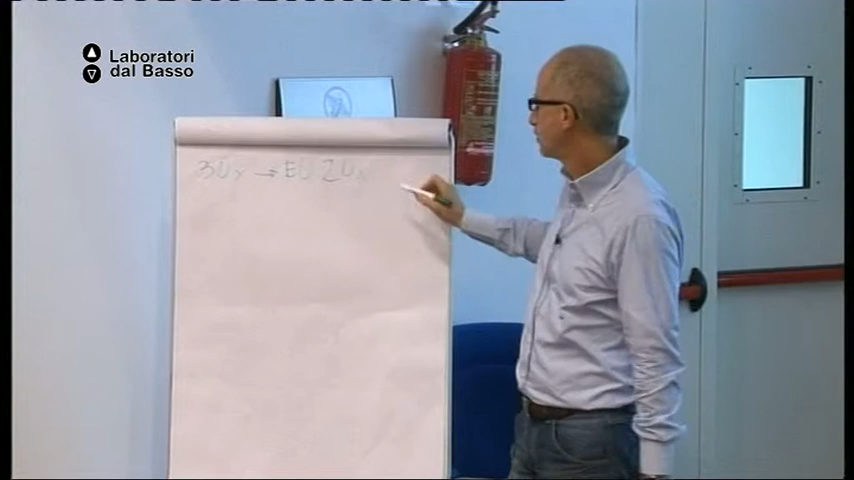 Laboratori
dal Basso
30x → EU 20x